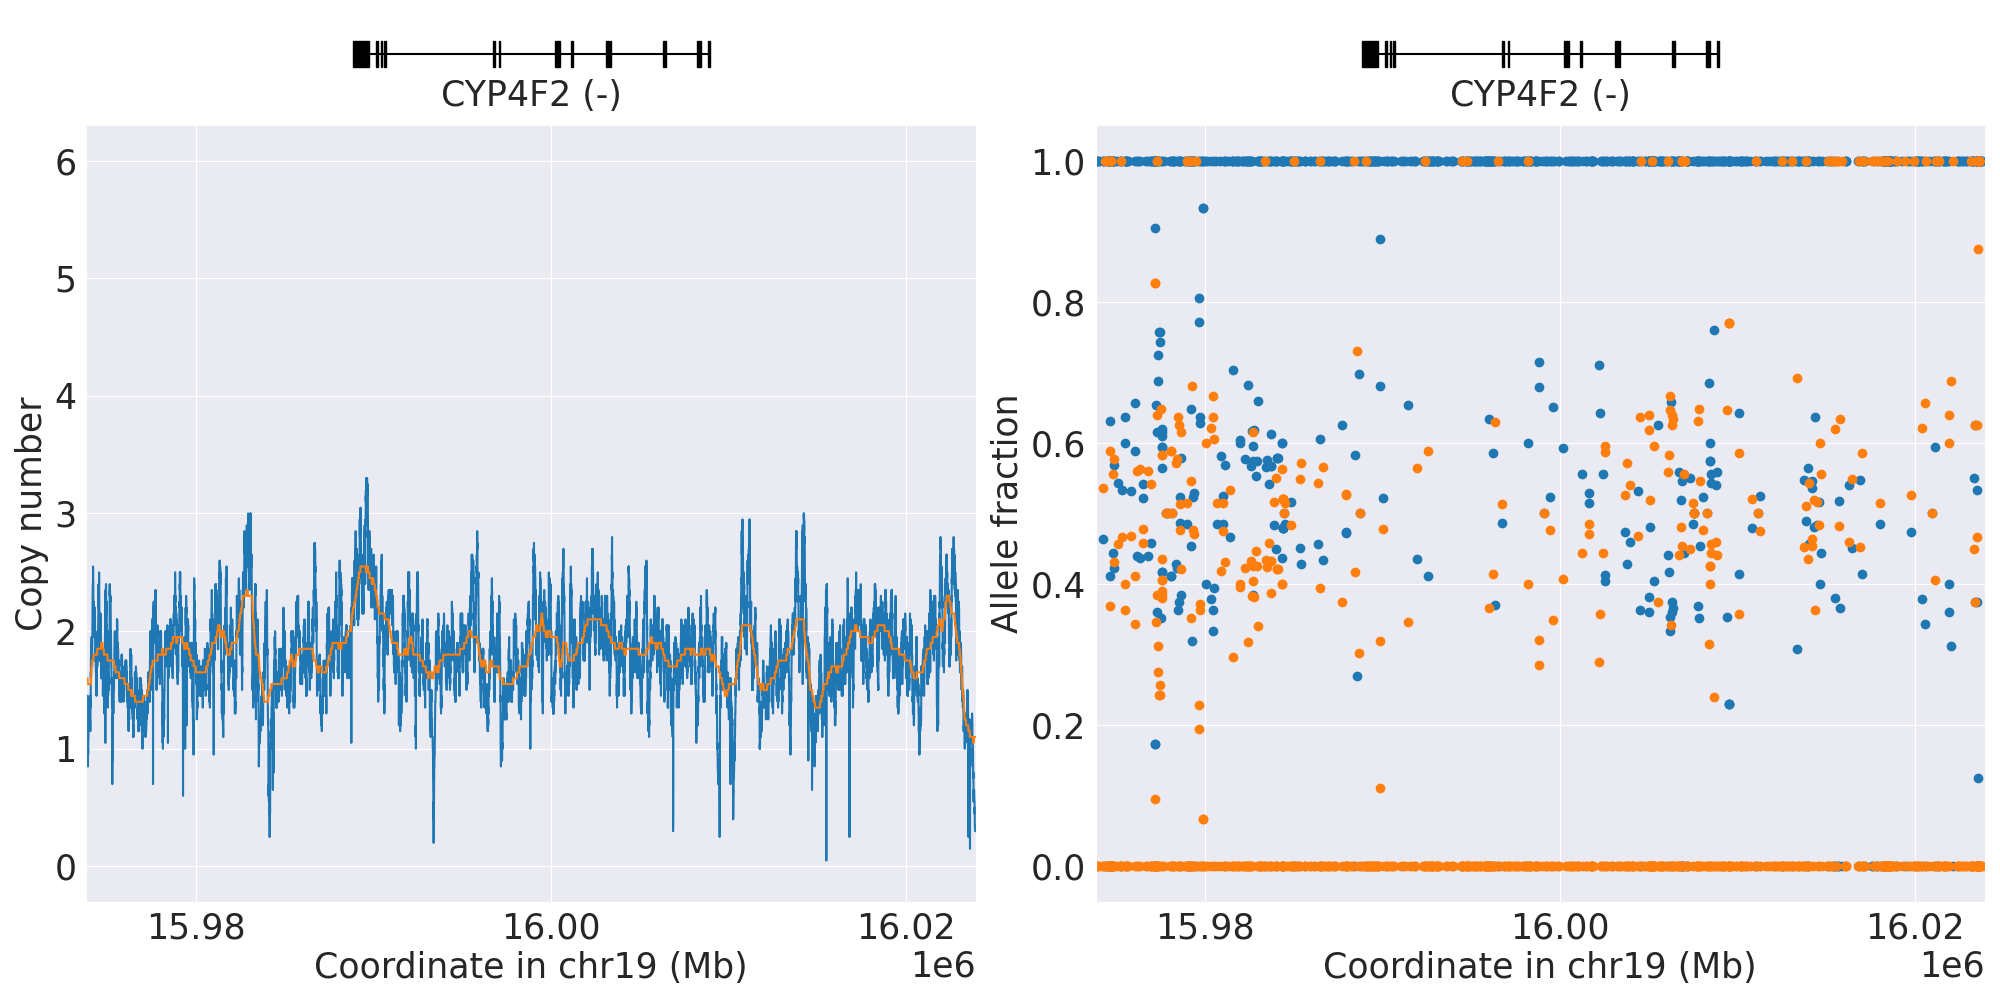 CYP4F2 (-)
CYP4F2 (-)
Copy number
6
5
4
3
2
1
0
15.98
16.00
16.02
Coordinate in chr19 (Mb)
1e6
Allele fraction
1.0
0.8
0.6
0.4
0.2
0.0
15.98
16.00
16.02
Coordinate in chr19 (Mb)
1e6